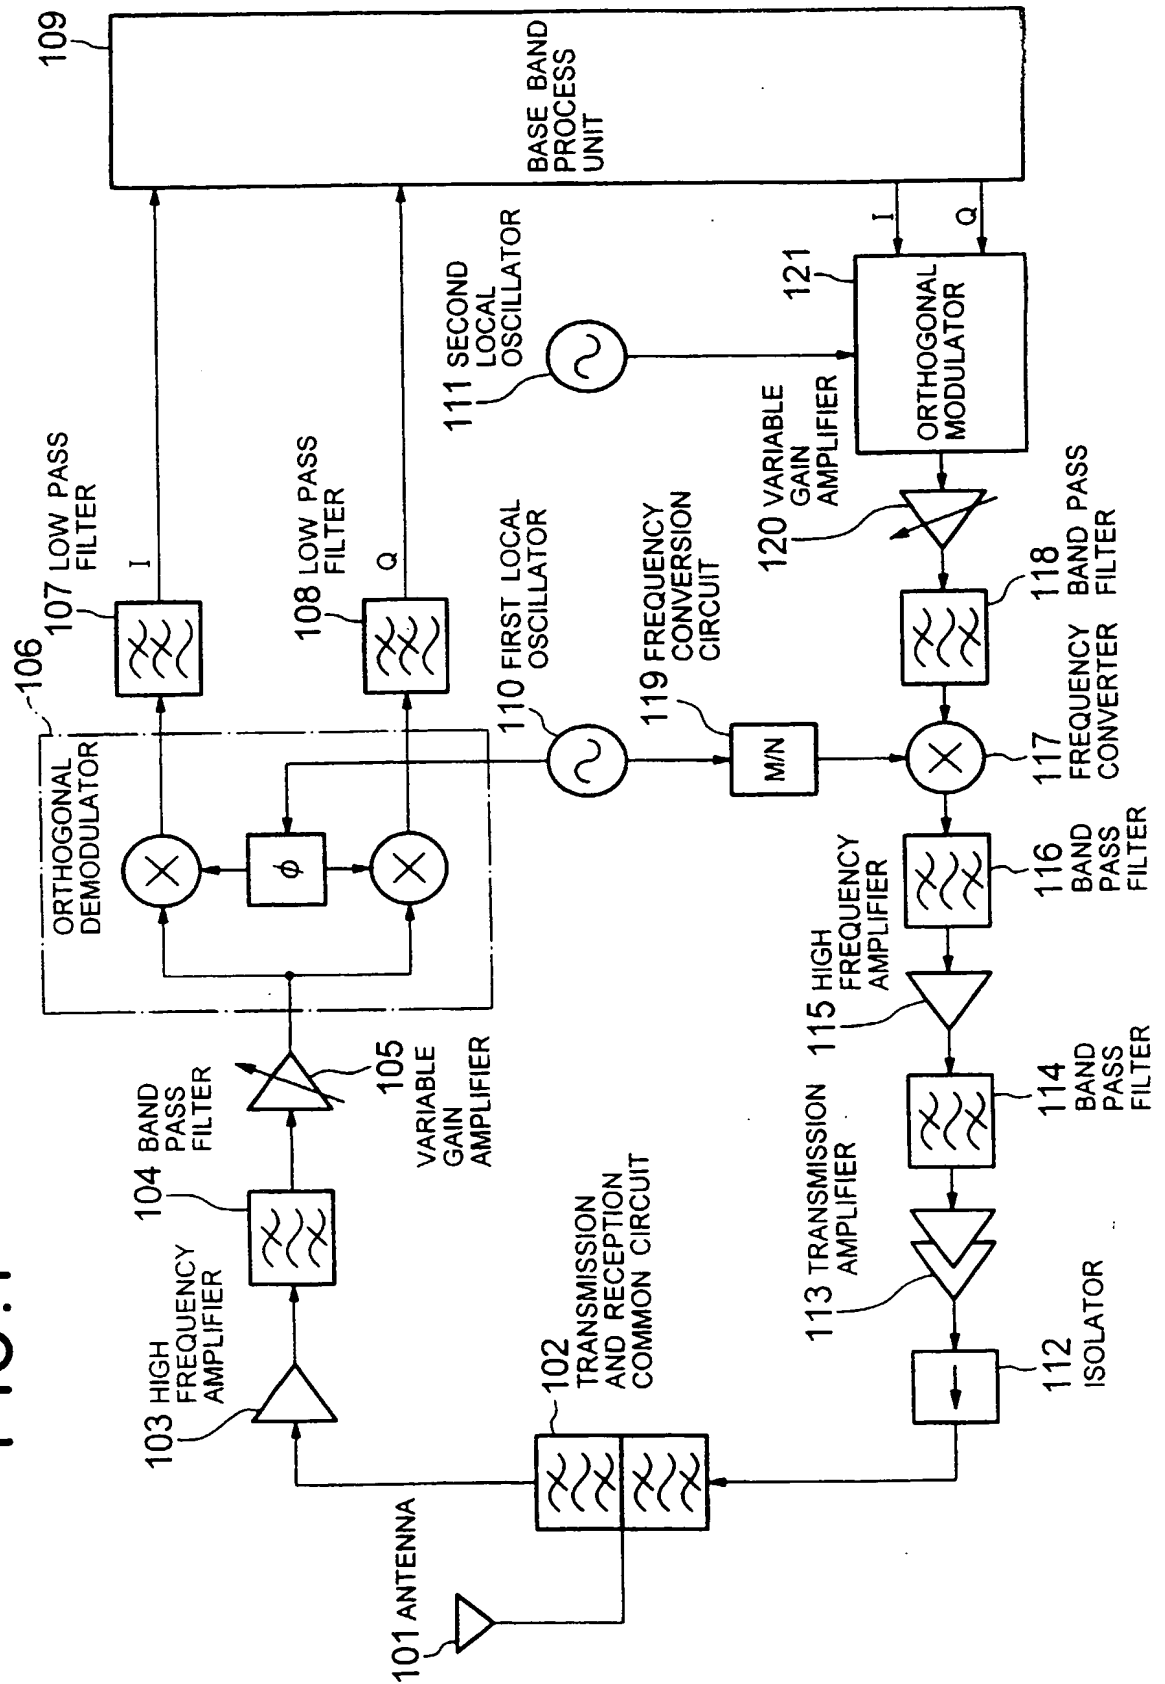 109
BASE BAND
PROCESS
UNIT
106
ORTHOGONAL
DEMODULATOR
107 LOW PASS
FILTER
I
108 LOW PASS
FILTER
Q
ϕ
104 BAND
PASS
FILTER
105
VARIABLE
GAIN
AMPLIFIER
103 HIGH
FREQUENCY
AMPLIFIER
101 ANTENNA
102
TRANSMISSION
AND RECEPTION
COMMON CIRCUIT
110 FIRST LOCAL
OSCILLATOR
111 SECOND
LOCAL
OSCILLATOR
119 FREQUENCY
CONVERSION
CIRCUIT
M/N
I
Q
121
ORTHOGONAL
MODULATOR
120 VARIABLE
GAIN
AMPLIFIER
118
BAND PASS
FILTER
117
FREQUENCY
CONVERTER
116
BAND
PASS
FILTER
115 HIGH
FREQUENCY
AMPLIFIER
114
BAND
PASS
FILTER
113 TRANSMISSION
AMPLIFIER
112
ISOLATOR